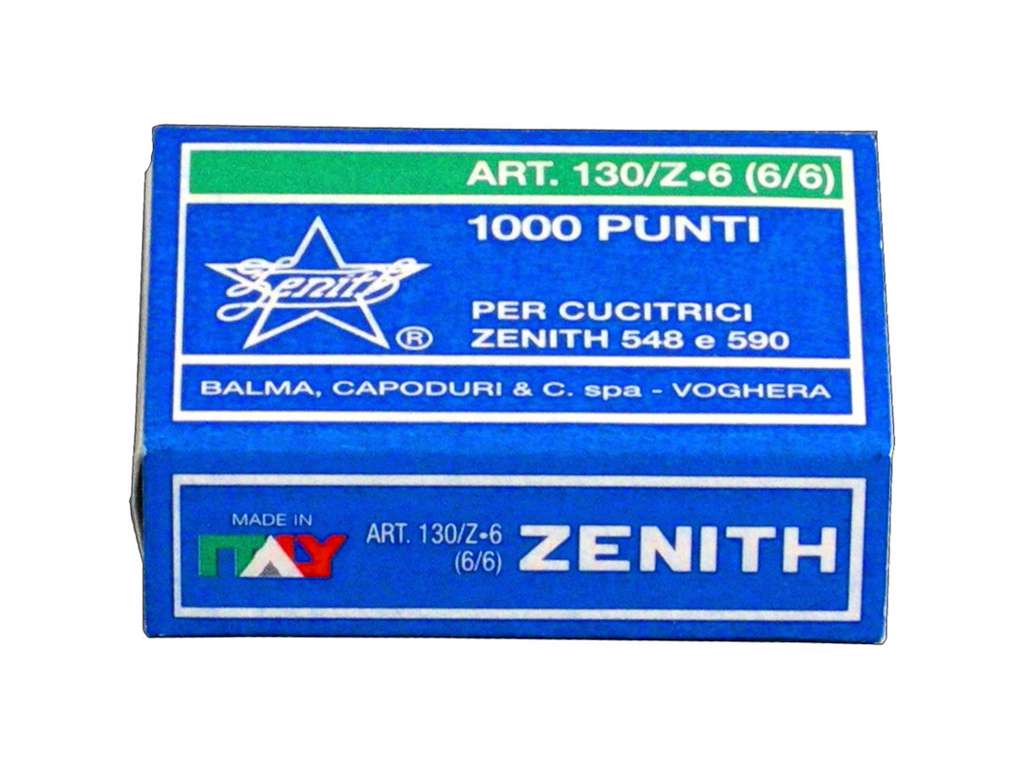 ART. 130/Z•6 (6/6)
1000 PUNTI
Zenith
®
PER CUCITRICI
ZENITH 548 e 590
BALMA, CAPODURI & C. spa - VOGHERA
MADE IN
ITALY
ART. 130/Z•6
(6/6)
ZENITH